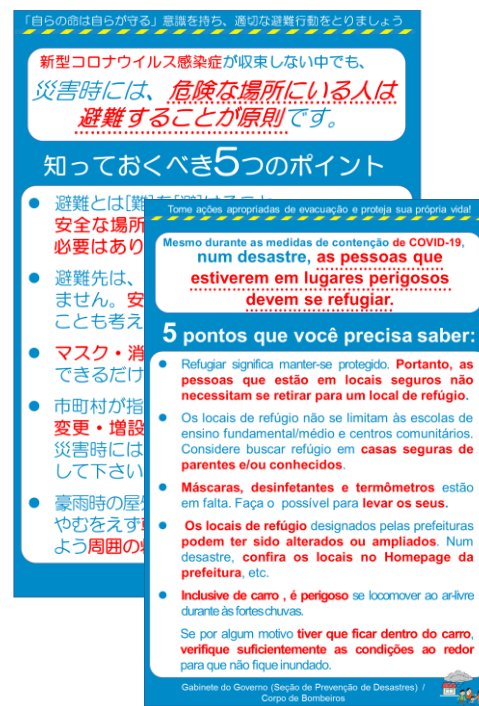 「自らの命は自らが守る」意識を持ち、適切な避難行動をとりましょう
新型コロナウイルス感染症が収束しない中でも、
災害時には、危険な場所にいる人は
避難することが原則です。
知っておくべき5つのポイント
● 避難とは[難]を[避]けること
安全な場所
必要はあり
● 避難先は、
ません。安
ことも考え
● マスク・消
できるだけ
● 市町村が指
変更・増設
災害時には
して下さい
● 豪雨時の屋
やむをえず
よう周囲の
Tome ações apropriadas de evacuação e proteja sua própria vida!
Mesmo durante as medidas de contenção de COVID-19,
num desastre, as pessoas que
estiverem em lugares perigosos
devem se refugiar.
5 pontos que você precisa saber:
● Refugiar significa manter-se protegido. Portanto, as
pessoas que estão em locais seguros não
necessitam se retirar para um local de refúgio.
● Os locais de refúgio não se limitam às escolas de
ensino fundamental/médio e centros comunitários.
Considere buscar refúgio em casas seguras de
parentes e/ou conhecidos.
● Máscaras, desinfetantes e termômetros estão
em falta. Faça o possível para levar os seus.
● Os locais de refúgio designados pelas prefeituras
podem ter sido alterados ou ampliados. Num
desastre, confira os locais no Homepage da
prefeitura, etc.
● Inclusive de carro , é perigoso se locomover ao ar-livre
durante às fortes chuvas.
Se por algum motivo tiver que ficar dentro do carro,
verifique suficientemente as condições ao redor
para que não fique inundado.
Gabinete do Governo (Seção de Prevenção de Desastres) /
Corpo de Bombeiros